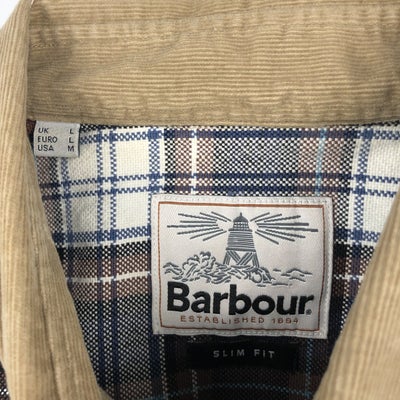 UK L
EURO L
USA M
Barbour®
ESTABLISHED 1894
SLIM FIT